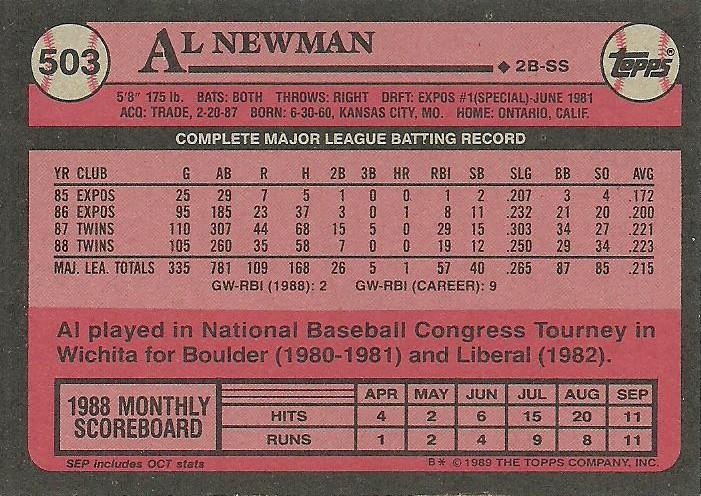 503
AL NEWMAN
◆ 2B-SS
TOPPS®
5'8" 175 lb. BATS: BOTH THROWS: RIGHT DRFT: EXPOS #1(SPECIAL)-JUNE 1981
ACQ: TRADE, 2-20-87 BORN: 6-30-60, KANSAS CITY, MO. HOME: ONTARIO, CALIF.
COMPLETE MAJOR LEAGUE BATTING RECORD
YR CLUB G AB R H 2B 3B HR RBI SB SLG BB SO AVG
85 EXPOS 25 29 7 5 1 0 0 1 2 .207 3 4 .172
86 EXPOS 95 185 23 37 3 0 1 8 11 .232 21 20 .200
87 TWINS 110 307 44 68 15 5 0 29 15 .303 34 27 .221
88 TWINS 105 260 35 58 7 0 0 19 12 .250 29 34 .223
MAJ. LEA. TOTALS 335 781 109 168 26 5 1 57 40 .265 87 85 .215
GW-RBI (1988): 2 GW-RBI (CAREER): 9
Al played in National Baseball Congress Tourney in
Wichita for Boulder (1980-1981) and Liberal (1982).
1988 MONTHLY
SCOREBOARD
APR MAY JUN JUL AUG SEP
HITS 4 2 6 15 20 11
RUNS 1 2 4 9 8 11
SEP includes OCT stats
B* © 1989 THE TOPPS COMPANY, INC.